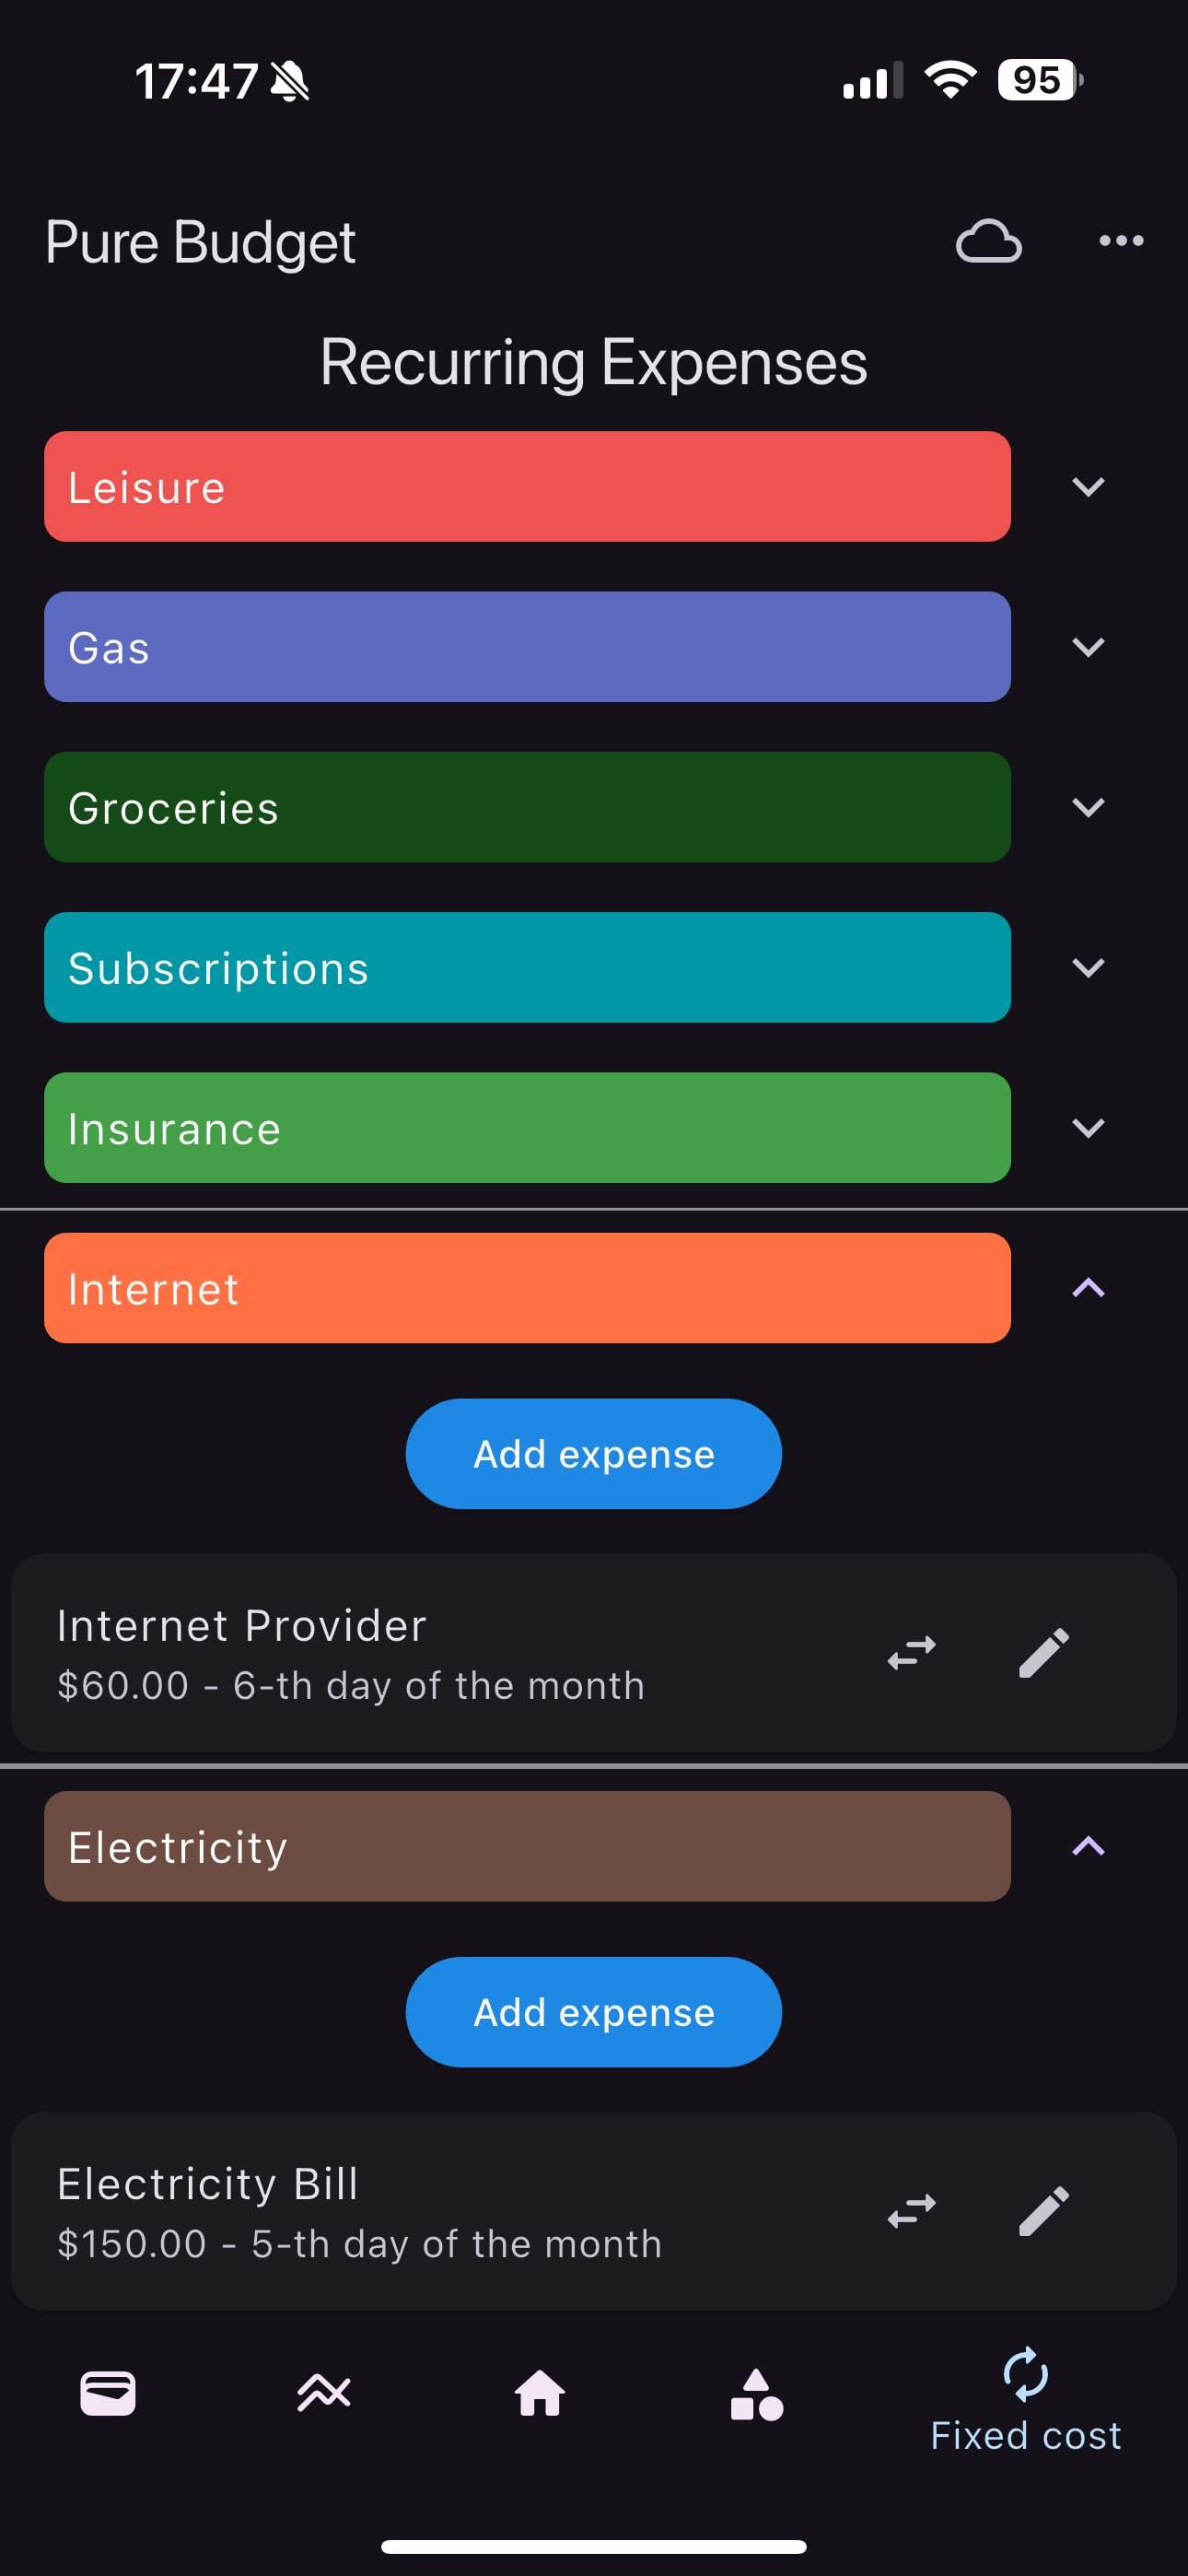 17:47
95
Pure Budget
Recurring Expenses
Leisure
Gas
Groceries
Subscriptions
Insurance
Internet
Add expense
Internet Provider
$60.00 - 6-th day of the month
Electricity
Add expense
Electricity Bill
$150.00 - 5-th day of the month
Fixed cost